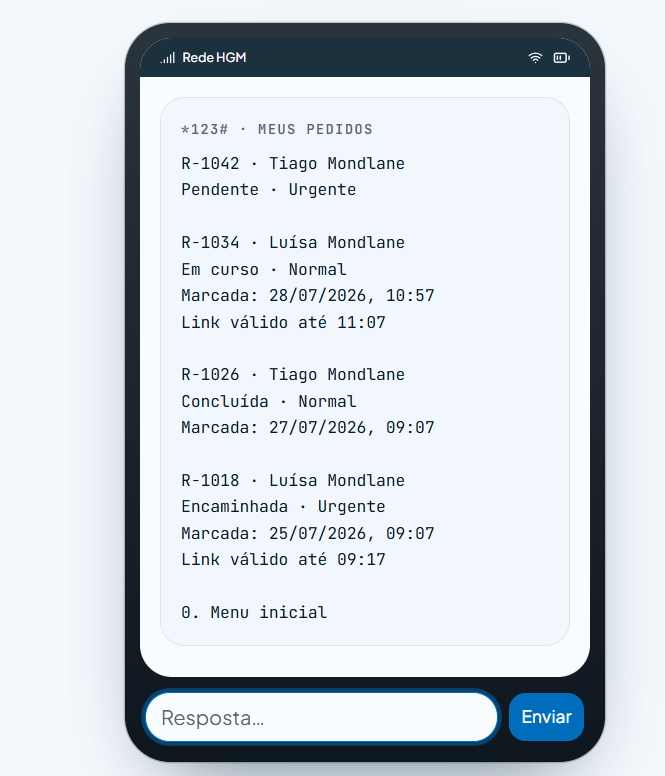 Rede HGM
*123# · MEUS PEDIDOS
R-1042 · Tiago Mondlane
Pendente · Urgente
R-1034 · Luísa Mondlane
Em curso · Normal
Marcada: 28/07/2026, 10:57
Link válido até 11:07
R-1026 · Tiago Mondlane
Concluída · Normal
Marcada: 27/07/2026, 09:07
R-1018 · Luísa Mondlane
Encaminhada · Urgente
Marcada: 25/07/2026, 09:07
Link válido até 09:17
0. Menu inicial
Resposta...
Enviar